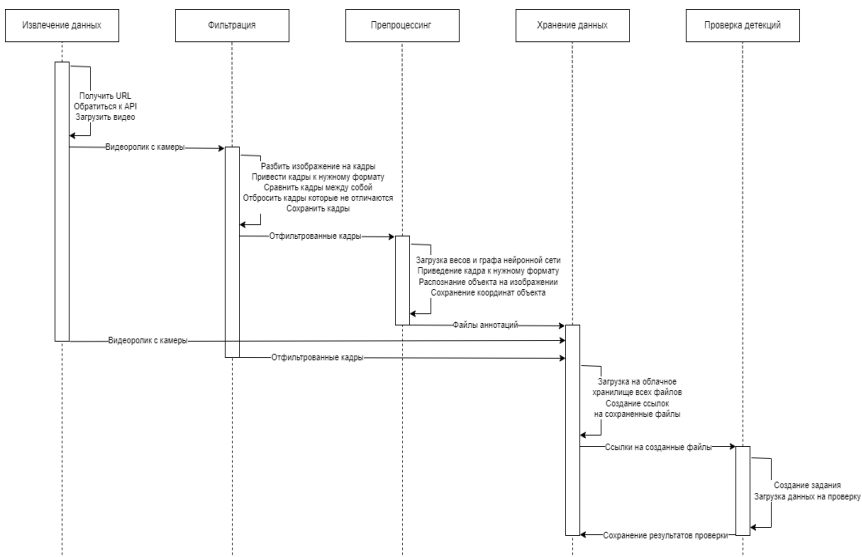 Извлечение данных
Фильтрация
Препроцессинг
Хранение данных
Проверка детекций
Получить URL
Обратиться к API
Загрузить видео
Видеоролик с камеры
Разбить изображение на кадры
Привести кадры к нужному формату
Сравнить кадры между собой
Отбросить кадры которые не отличаются
Сохранить кадры
Отфильтрованные кадры
Загрузка весов и графа нейронной сети
Приведение кадра к нужному формату
Распознание объекта на изображении
Сохранение координат объекта
Файлы аннотаций
Видеоролик с камеры
Отфильтрованные кадры
Загрузка на облачное
хранилище всех файлов
Создание ссылок
на сохраненные файлы
Ссылки на созданные файлы
Создание задания
Загрузка данных на проверку
Сохранение результатов проверки